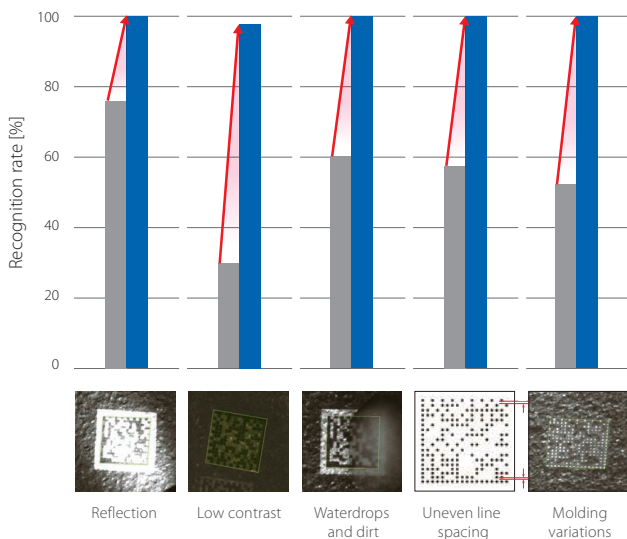 100
80
60
40
20
0
Recognition rate [%]
Reflection
Low contrast
Waterdrops
and dirt
Uneven line
spacing
Molding
variations